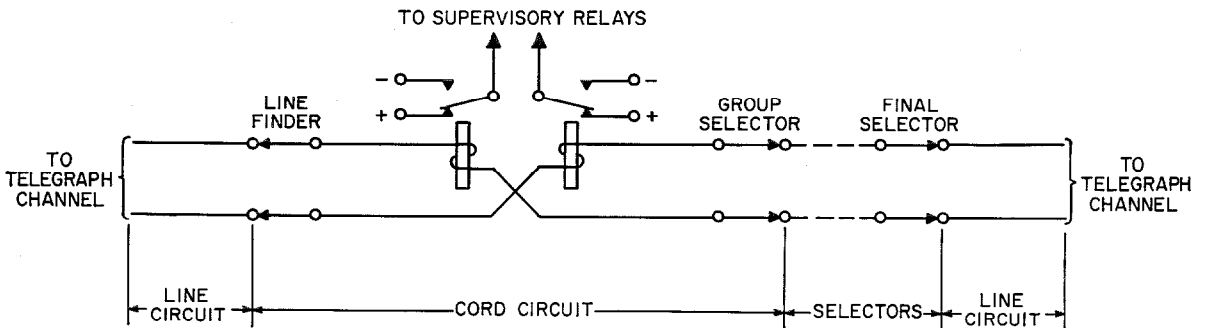 TO SUPERVISORY RELAYS
−
−
LINE
FINDER
+
+
GROUP
SELECTOR
FINAL
SELECTOR
TO
TELEGRAPH
CHANNEL
TO
TELEGRAPH
CHANNEL
LINE
CIRCUIT
CORD CIRCUIT
SELECTORS
LINE
CIRCUIT